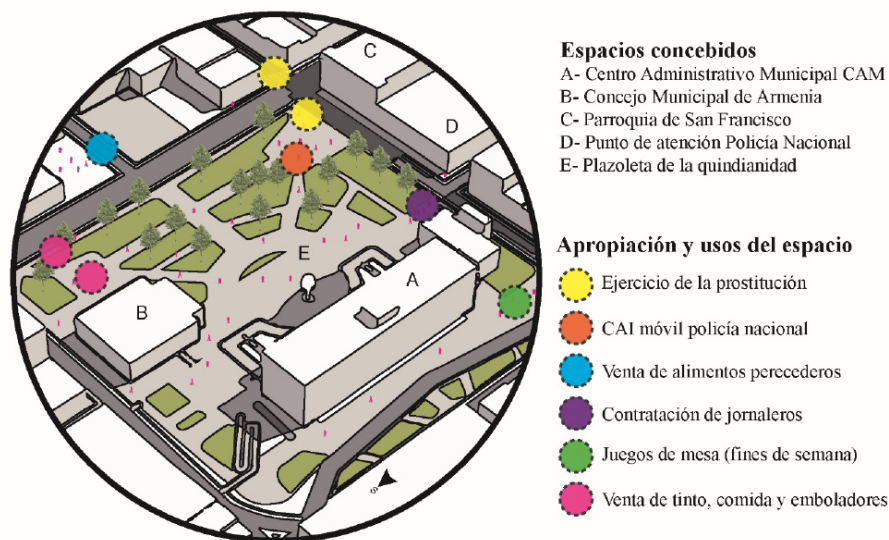 C
D
E
A
B
Espacios concebidos
A- Centro Administrativo Municipal CAM
B- Concejo Municipal de Armenia
C- Parroquia de San Francisco
D- Punto de atención Policía Nacional
E- Plazoleta de la quindianidad
Apropiación y usos del espacio
Ejercicio de la prostitución
CAI móvil policía nacional
Venta de alimentos perecederos
Contratación de jornaleros
Juegos de mesa (fines de semana)
Venta de tinto, comida y emboladores